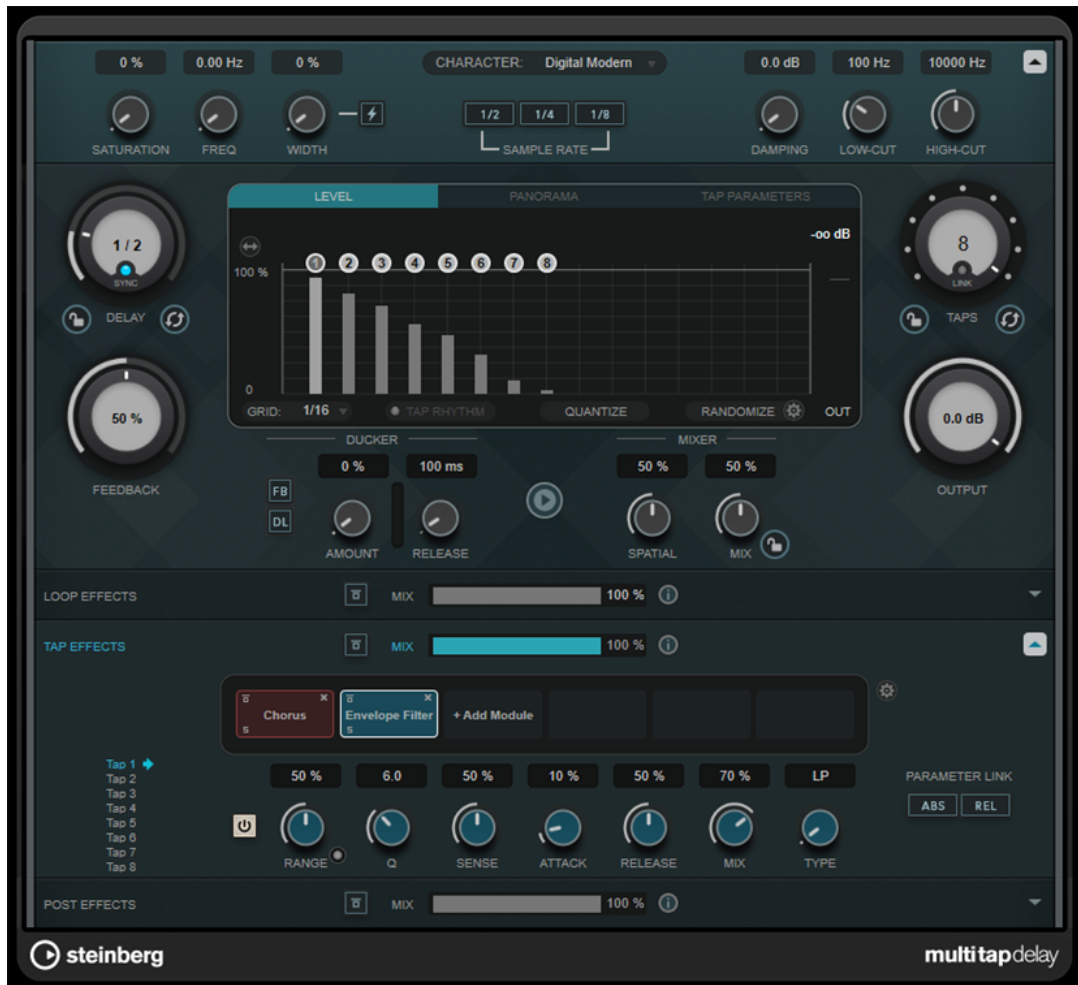 0 % 0.00 Hz 0 % CHARACTER: Digital Modern 0.0 dB 100 Hz 10000 Hz
1/2 1/4 1/8
SATURATION FREQ WIDTH SAMPLE RATE DAMPING LOW-CUT HIGH-CUT
LEVEL PANORAMA TAP PARAMETERS
-oo dB
1 / 2
SYNC
8
LINK
1 2 3 4 5 6 7 8
100 %
DELAY
TAPS
0
GRID: 1/16 TAP RHYTHM QUANTIZE RANDOMIZE OUT
50 %
0.0 dB
DUCKER MIXER
0 % 100 ms 50 % 50 %
FEEDBACK
OUTPUT
FB
DL
AMOUNT RELEASE SPATIAL MIX
LOOP EFFECTS MIX 100 %
TAP EFFECTS MIX 100 %
Chorus Envelope Filter + Add Module
S S
Tap 1
Tap 2
Tap 3
Tap 4
Tap 5
Tap 6
Tap 7
Tap 8
50 % 6.0 50 % 10 % 50 % 70 % LP
PARAMETER LINK
ABS REL
RANGE Q SENSE ATTACK RELEASE MIX TYPE
POST EFFECTS MIX 100 %
steinberg multitapdelay